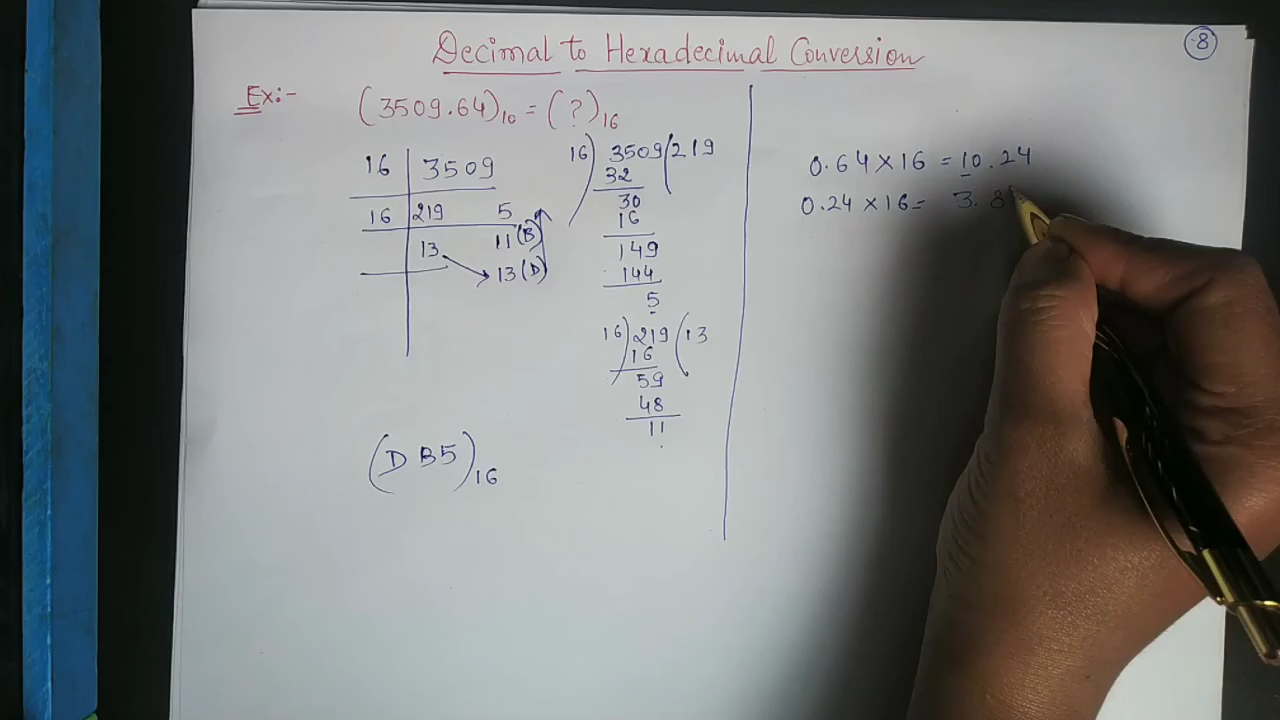 8
Decimal to Hexadecimal Conversion
Ex:-
(3509.64)10 = (?)16
16 | 3509
16 | 219 5
13 11(B)
13(D)
16) 3509 (219
32
30
16
149
144
5
16) 219 (13
16
59
48
11
(DB5)16
0.64 × 16 = 10.24
0.24 × 16 = 3.8